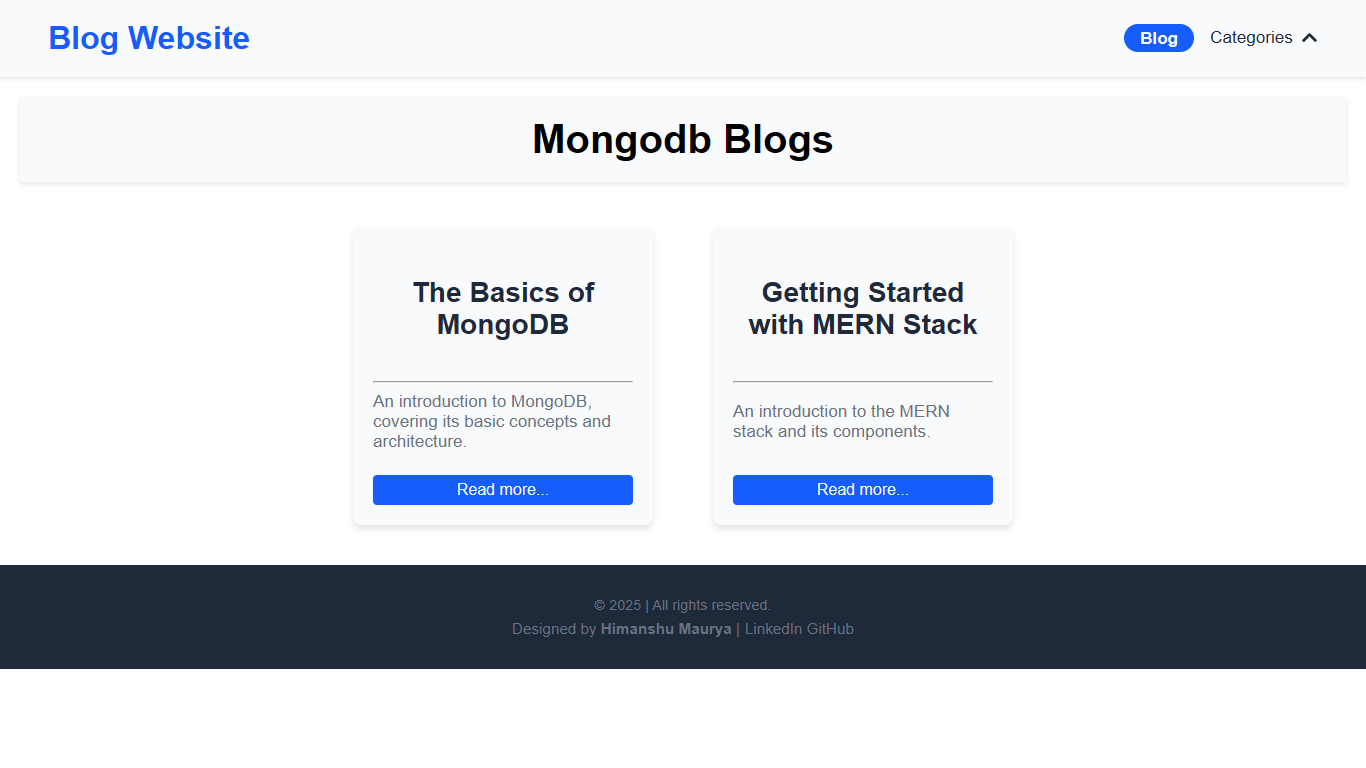 Blog Website
Blog
Categories
Mongodb Blogs
The Basics of
MongoDB
An introduction to MongoDB,
covering its basic concepts and
architecture.
Read more...
Getting Started
with MERN Stack
An introduction to the MERN
stack and its components.
Read more...
© 2025 | All rights reserved.
Designed by Himanshu Maurya | LinkedIn GitHub